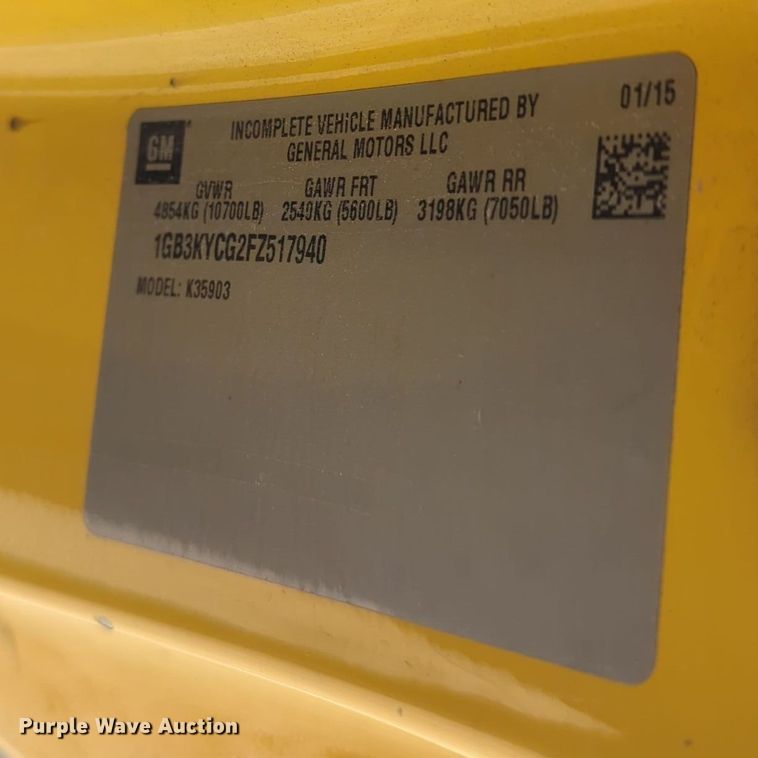 GM
INCOMPLETE VEHICLE MANUFACTURED BY
GENERAL MOTORS LLC
01/15
GVWR GAWR FRT GAWR RR
4854KG (10700LB) 2540KG (5600LB) 3198KG (7050LB)
1GB3KYCG2FZ517940
MODEL: K35903
Purple Wave Auction